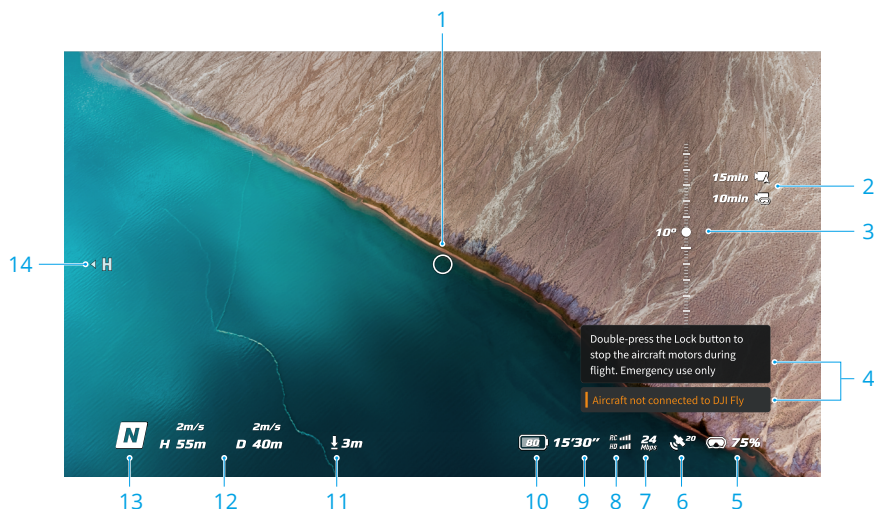 1
15min
10min
2
10°
3
14
H
Double-press the Lock button to
stop the aircraft motors during
flight. Emergency use only
Aircraft not connected to DJI Fly
4
N
2m/s
H 55m
2m/s
D 40m
3m
80
15'30"
RC
HD
24
Mbps
20
75%
13
12
11
10
9
8
7
6
5